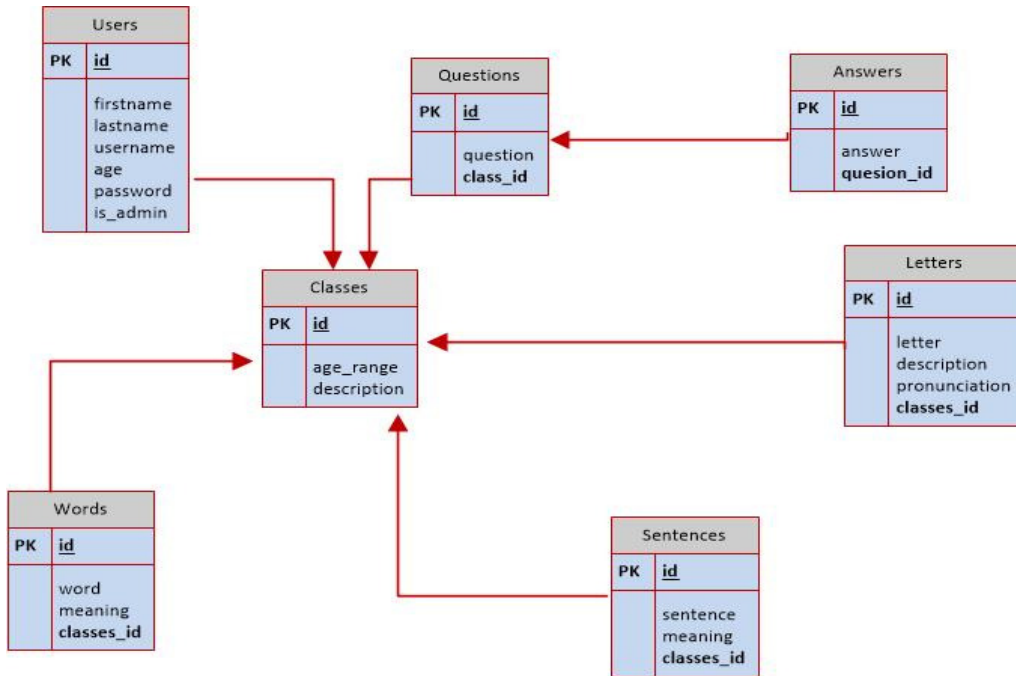 Users
PK id
firstname
lastname
username
age
password
is_admin
Questions
PK id
question
class_id
Answers
PK id
answer
quesion_id
Classes
PK id
age_range
description
Letters
PK id
letter
description
pronunciation
classes_id
Words
PK id
word
meaning
classes_id
Sentences
PK id
sentence
meaning
classes_id